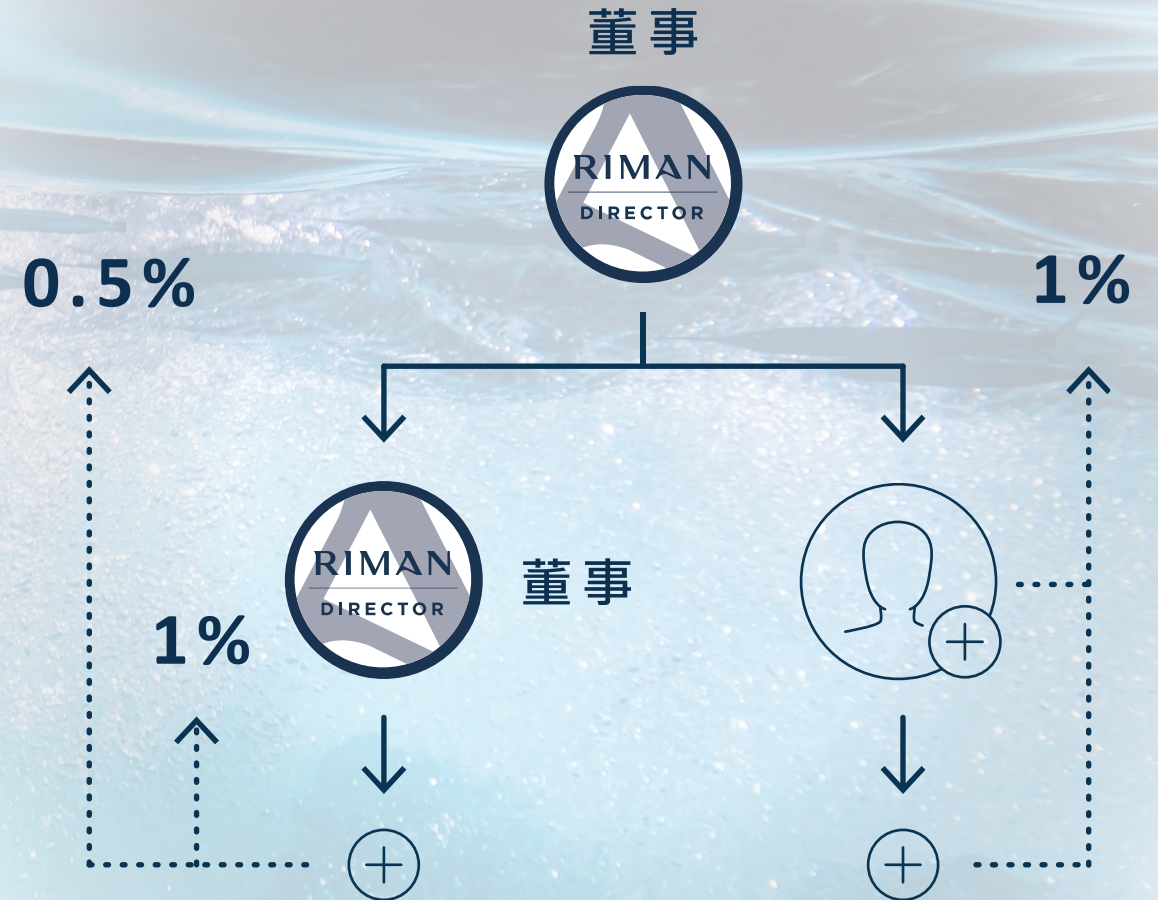 董事
RIMAN
DIRECTOR
0.5%
1%
RIMAN
DIRECTOR
董事
1%